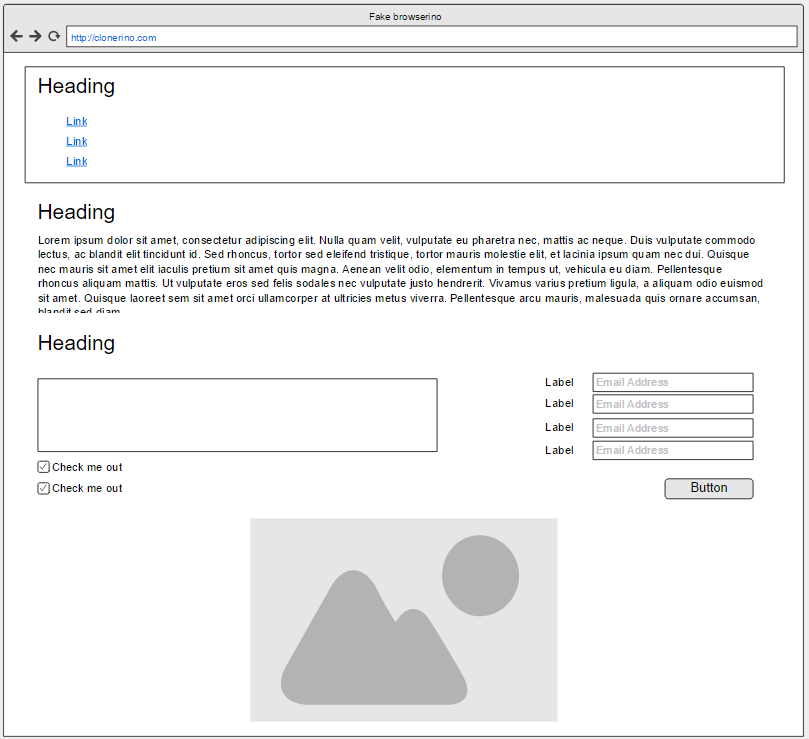 Fake browserino
http://clonerino.com
Heading
Link
Link
Link
Heading
Lorem ipsum dolor sit amet, consectetur adipiscing elit. Nulla quam velit, vulputate eu pharetra nec, mattis ac neque. Duis vulputate commodo
lectus, ac blandit elit tincidunt id. Sed rhoncus, tortor sed eleifend tristique, tortor mauris molestie elit, et lacinia ipsum quam nec dui. Quisque
nec mauris sit amet elit iaculis pretium sit amet quis magna. Aenean velit odio, elementum in tempus ut, vehicula eu diam. Pellentesque
rhoncus aliquam mattis. Ut vulputate eros sed felis sodales nec vulputate justo hendrerit. Vivamus varius pretium ligula, a aliquam odio euismod
sit amet. Quisque laoreet sem sit amet orci ullamcorper at ultricies metus viverra. Pellentesque arcu mauris, malesuada quis ornare accumsan,
blandit sed diam
Heading
Label Email Address
Label Email Address
Label Email Address
Label Email Address
Check me out
Check me out
Button